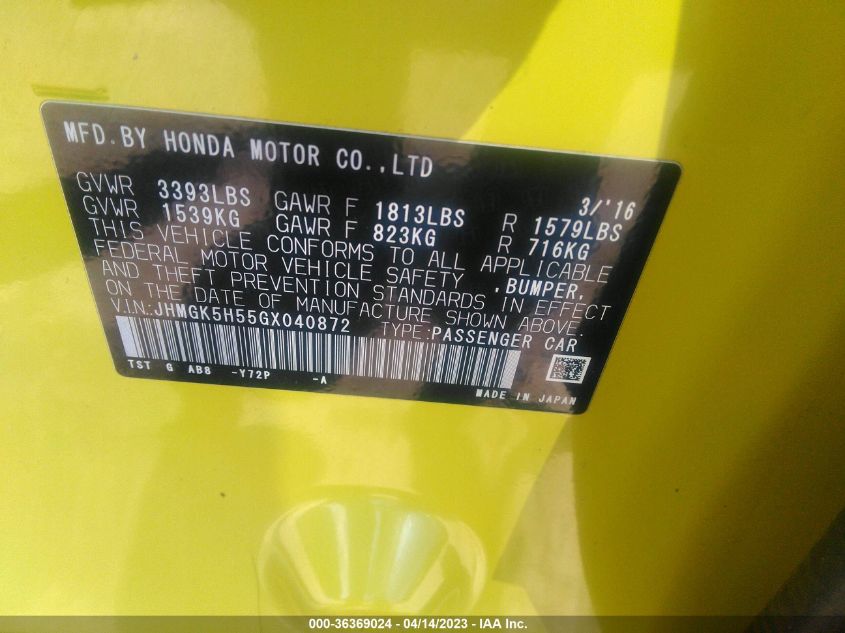 MFD. BY HONDA MOTOR CO., LTD
3/'16
GVWR 3393LBS GAWR F 1813LBS R 1579LBS
GVWR 1539KG GAWR F 823KG R 716KG
THIS VEHICLE CONFORMS TO ALL APPLICABLE
FEDERAL MOTOR VEHICLE SAFETY , BUMPER,
AND THEFT PREVENTION STANDARDS IN EFFECT
ON THE DATE OF MANUFACTURE SHOWN ABOVE.
V.IN.:JHMGK5H55GX040872 TYPE:PASSENGER CAR
TST G AB8 -Y72P -A
MADE IN JAPAN
000-36369024 - 04/14/2023 - IAA Inc.